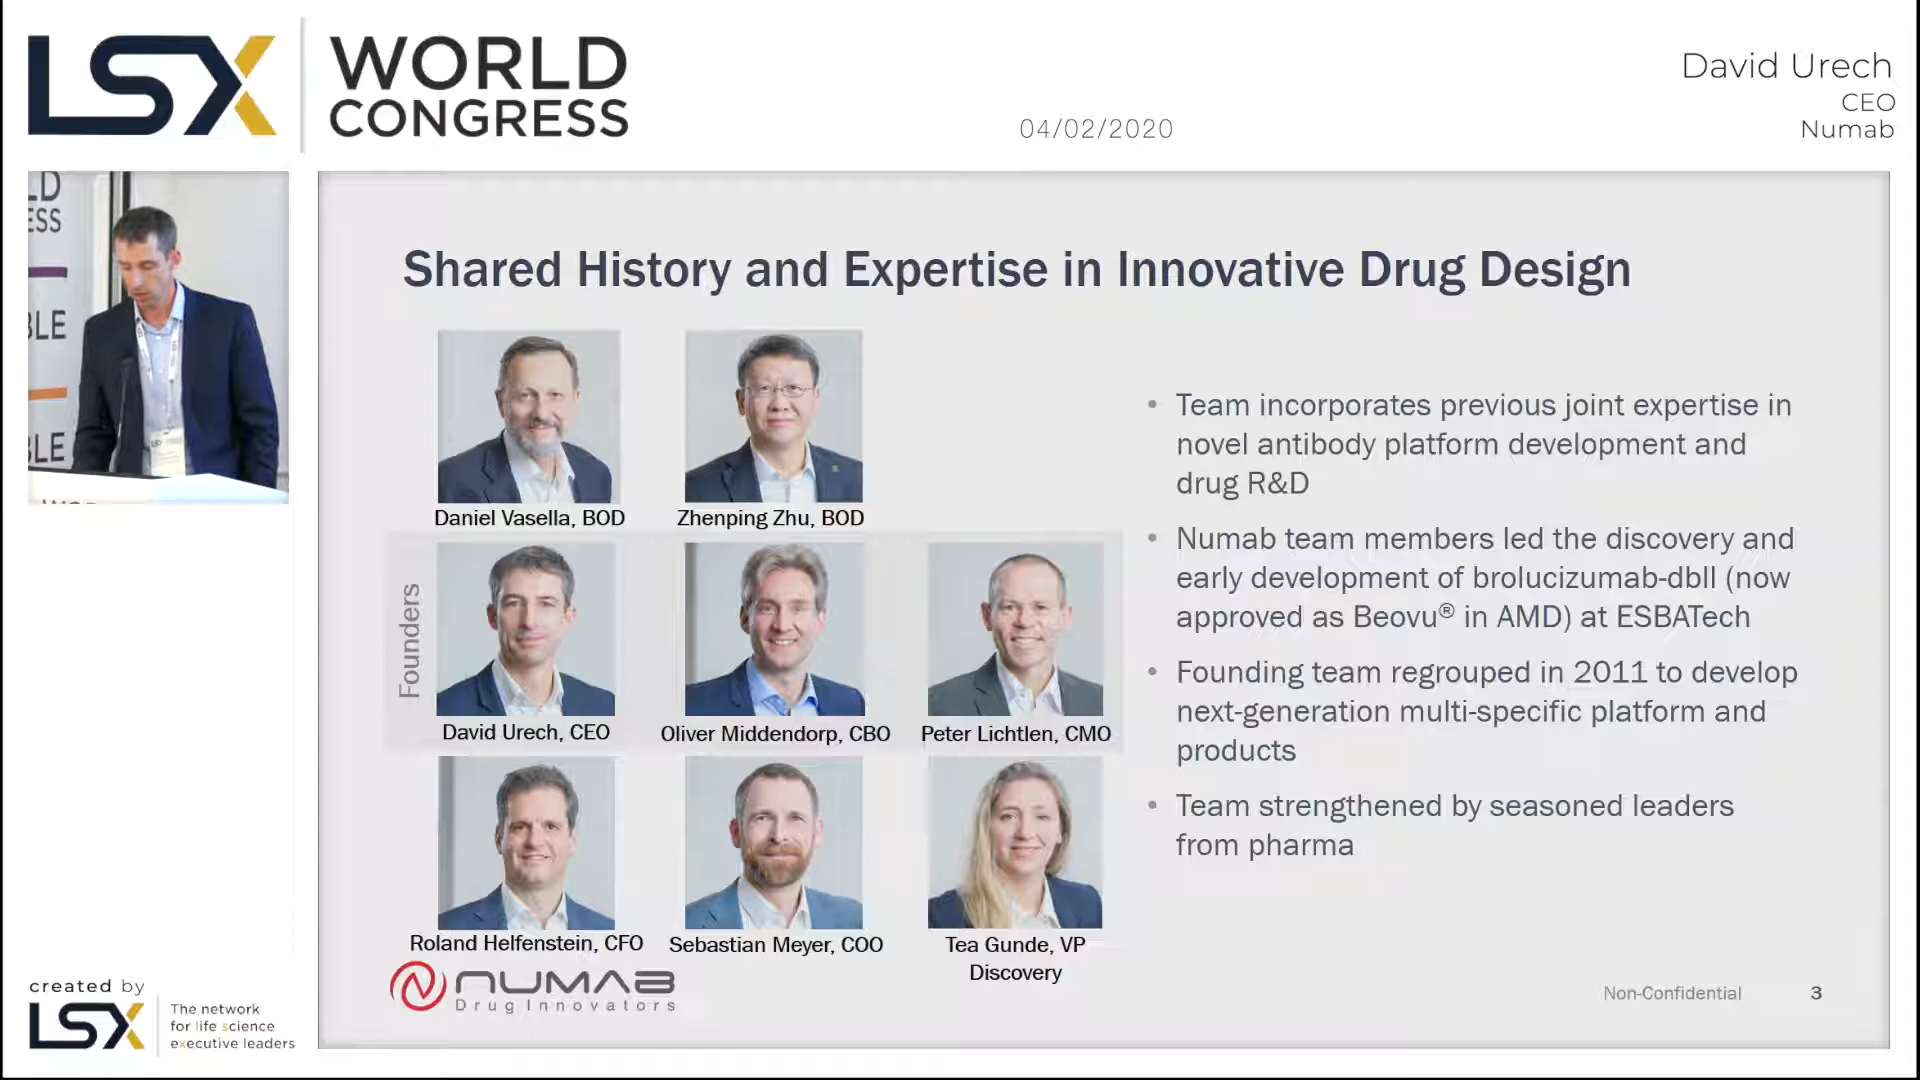 LSX
WORLD
CONGRESS
04/02/2020
David Urech
CEO
Numab
LD
ESS
BLE
BLE
Shared History and Expertise in Innovative Drug Design
Daniel Vasella, BOD
Zhenping Zhu, BOD
Founders
David Urech, CEO
Oliver Middendorp, CBO
Peter Lichtlen, CMO
Roland Helfenstein, CFO
Sebastian Meyer, COO
Tea Gunde, VP
Discovery
• Team incorporates previous joint expertise in
novel antibody platform development and
drug R&D
• Numab team members led the discovery and
early development of brolucizumab-dbll (now
approved as Beovu® in AMD) at ESBATech
• Founding team regrouped in 2011 to develop
next-generation multi-specific platform and
products
• Team strengthened by seasoned leaders
from pharma
NUMAB
Drug Innovators
Non-Confidential
3
created by
LSX
The network
for life science
executive leaders